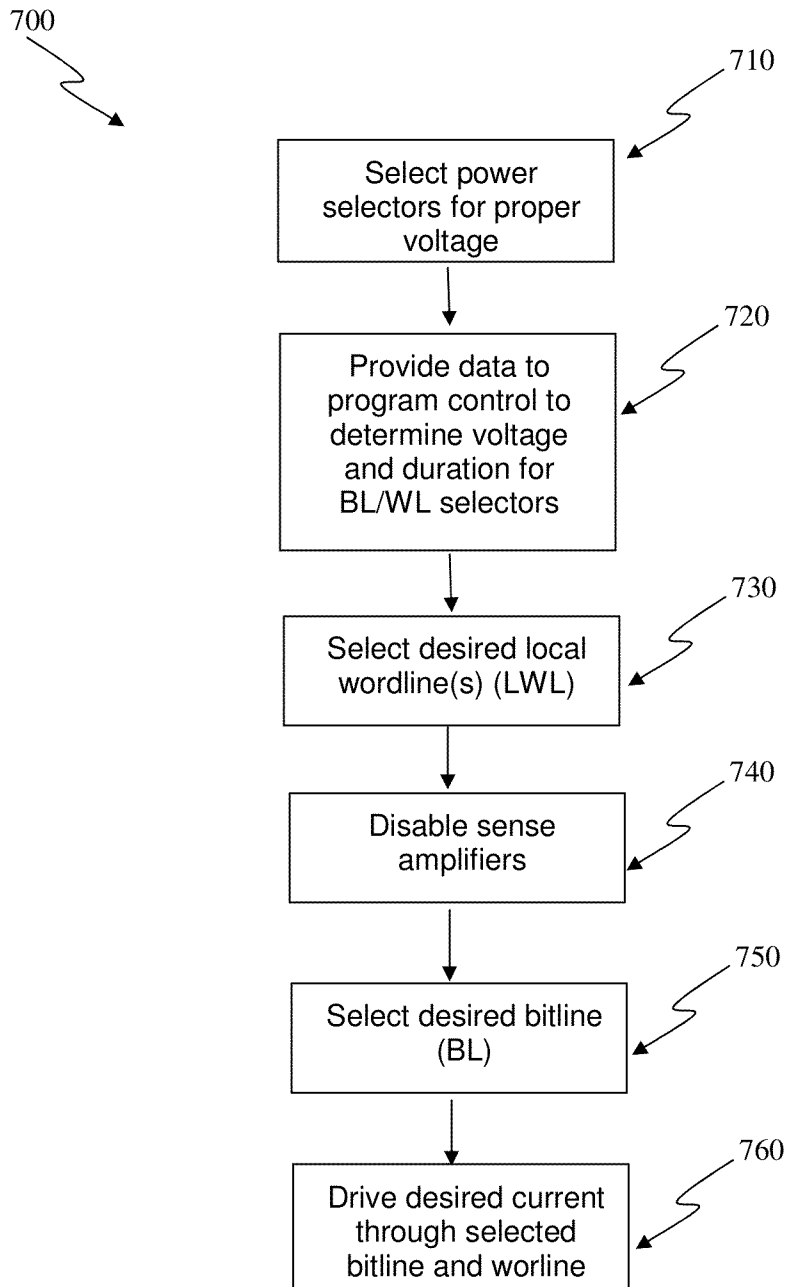 700
710
Select power
selectors for proper
voltage
720
Provide data to
program control to
determine voltage
and duration for
BL/WL selectors
730
Select desired local
wordline(s) (LWL)
740
Disable sense
amplifiers
750
Select desired bitline
(BL)
760
Drive desired current
through selected
bitline and worline